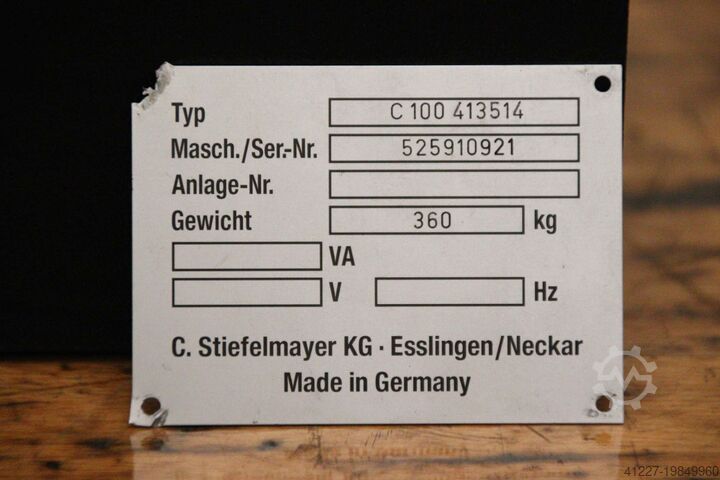 Typ C 100 413514
Masch./Ser.-Nr. 525910921
Anlage-Nr.
Gewicht 360 kg
VA
V Hz
C. Stiefelmayer KG · Esslingen/Neckar
Made in Germany
41227-19849960